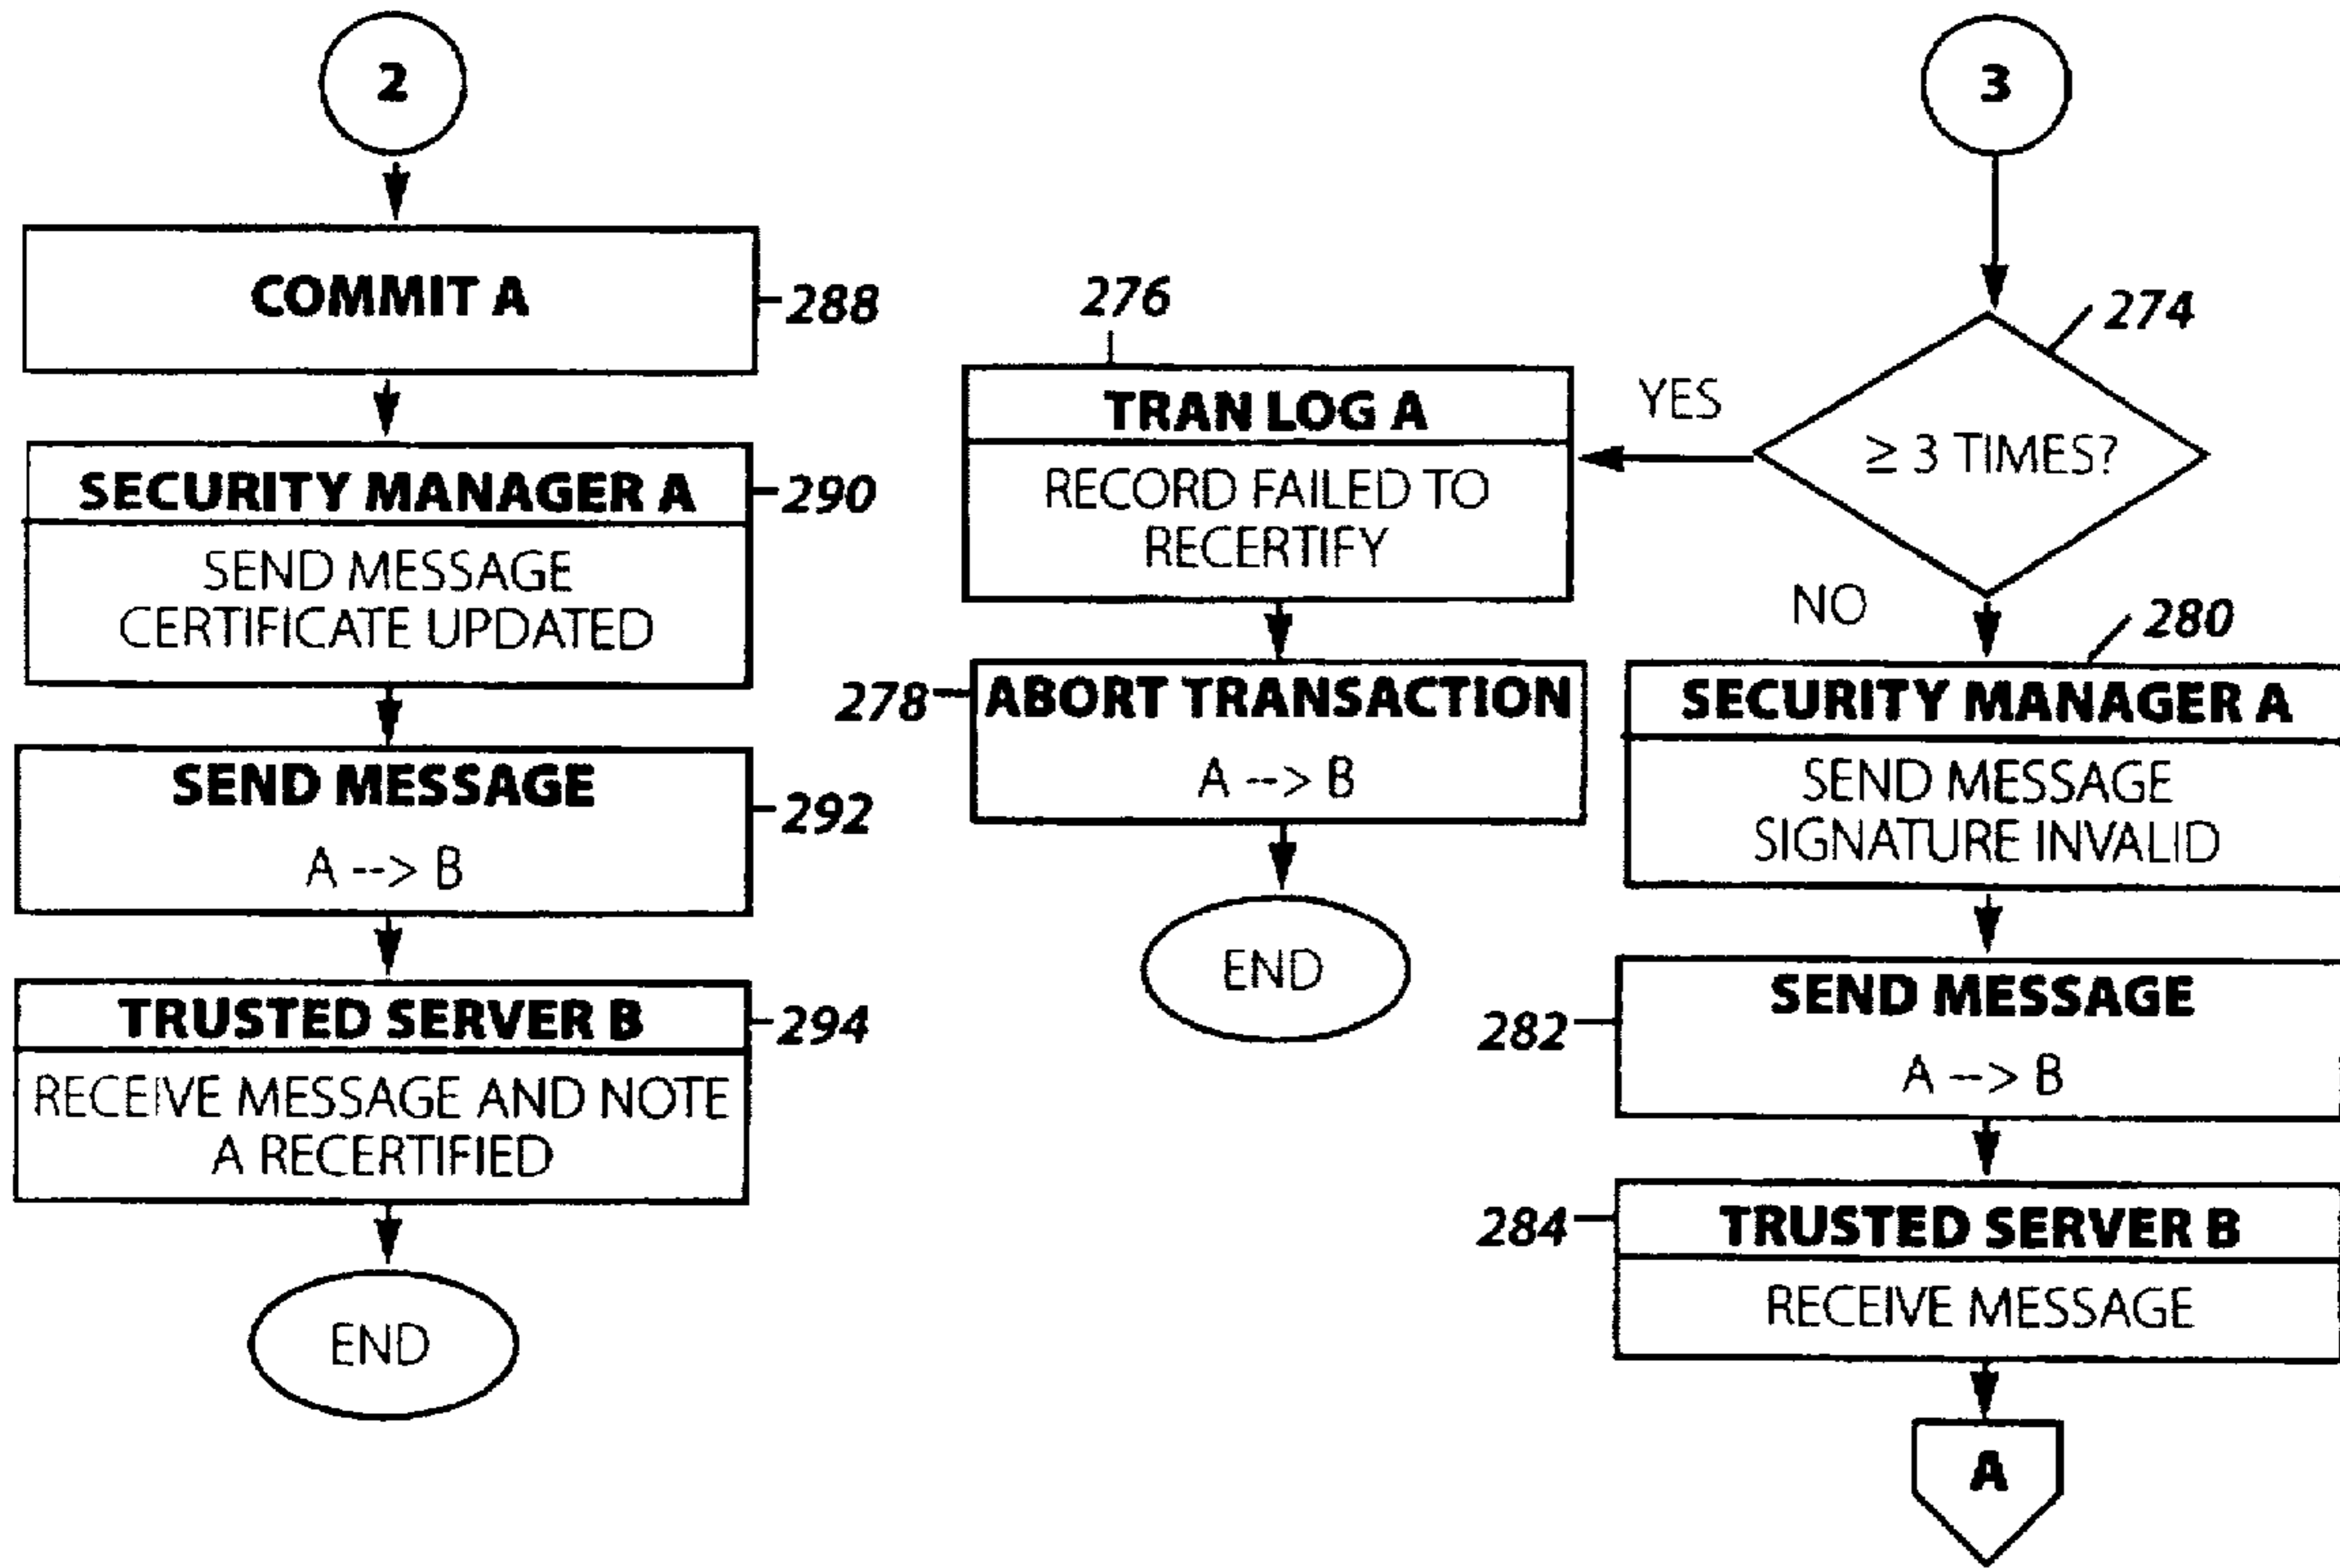 2
COMMIT A
288
SECURITY MANAGER A
290
SEND MESSAGE
CERTIFICATE UPDATED
SEND MESSAGE
292
A --> B
TRUSTED SERVER B
294
RECEIVE MESSAGE AND NOTE
A RECERTIFIED
END
276
TRAN LOG A
RECORD FAILED TO
RECERTIFY
278
ABORT TRANSACTION
A --> B
END
3
274
≥ 3 TIMES?
YES
NO
280
SECURITY MANAGER A
SEND MESSAGE
SIGNATURE INVALID
SEND MESSAGE
282
A --> B
284
TRUSTED SERVER B
RECEIVE MESSAGE
A